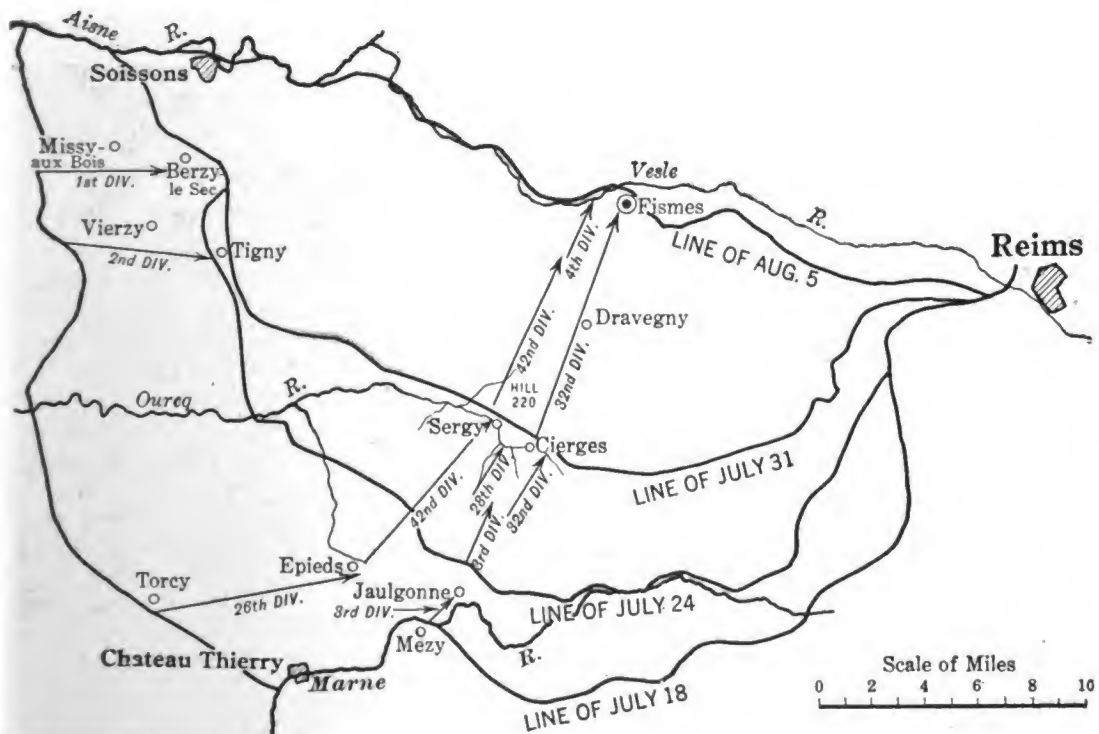 Aisne R.
Soissons
Missy-
aux Bois
1st DIV.
Berzy
le Sec
Vierzy
2nd DIV.
Tigny
Vesle
R.
Fismes
LINE OF AUG. 5
Reims
4th DIV.
42nd DIV.
Dravegny
32nd DIV.
HILL
220
Ourcq
R.
Sergy
Cierges
LINE OF JULY 31
42nd DIV.
28th DIV.
3rd DIV.
32nd DIV.
Epieds
Torcy
26th DIV.
Jaulgonne
3rd DIV.
LINE OF JULY 24
Mézy
R.
Chateau Thierry
Marne
LINE OF JULY 18
Scale of Miles
0 2 4 6 8 10